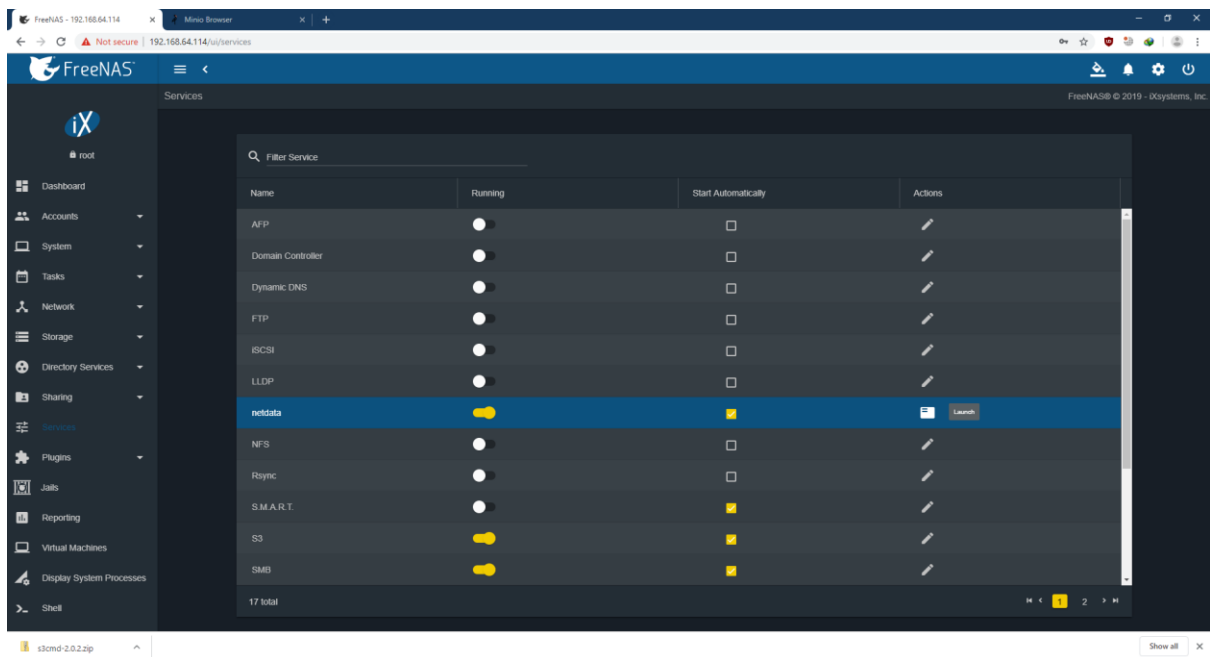 FreeNAS - 192.168.64.114
Minio Browser
Not secure | 192.168.64.114/ui/services
FreeNAS®
Services
FreeNAS® © 2019 - iXsystems, Inc.
iX
root
Dashboard
Accounts
System
Tasks
Network
Storage
Directory Services
Sharing
Services
Plugins
Jails
Reporting
Virtual Machines
Display System Processes
Shell
Filter Service
Name Running Start Automatically Actions
AFP
Domain Controller
Dynamic DNS
FTP
iSCSI
LLDP
netdata Launch
NFS
Rsync
S.M.A.R.T.
S3
SMB
17 total 1 2
s3cmd-2.0.2.zip Show all